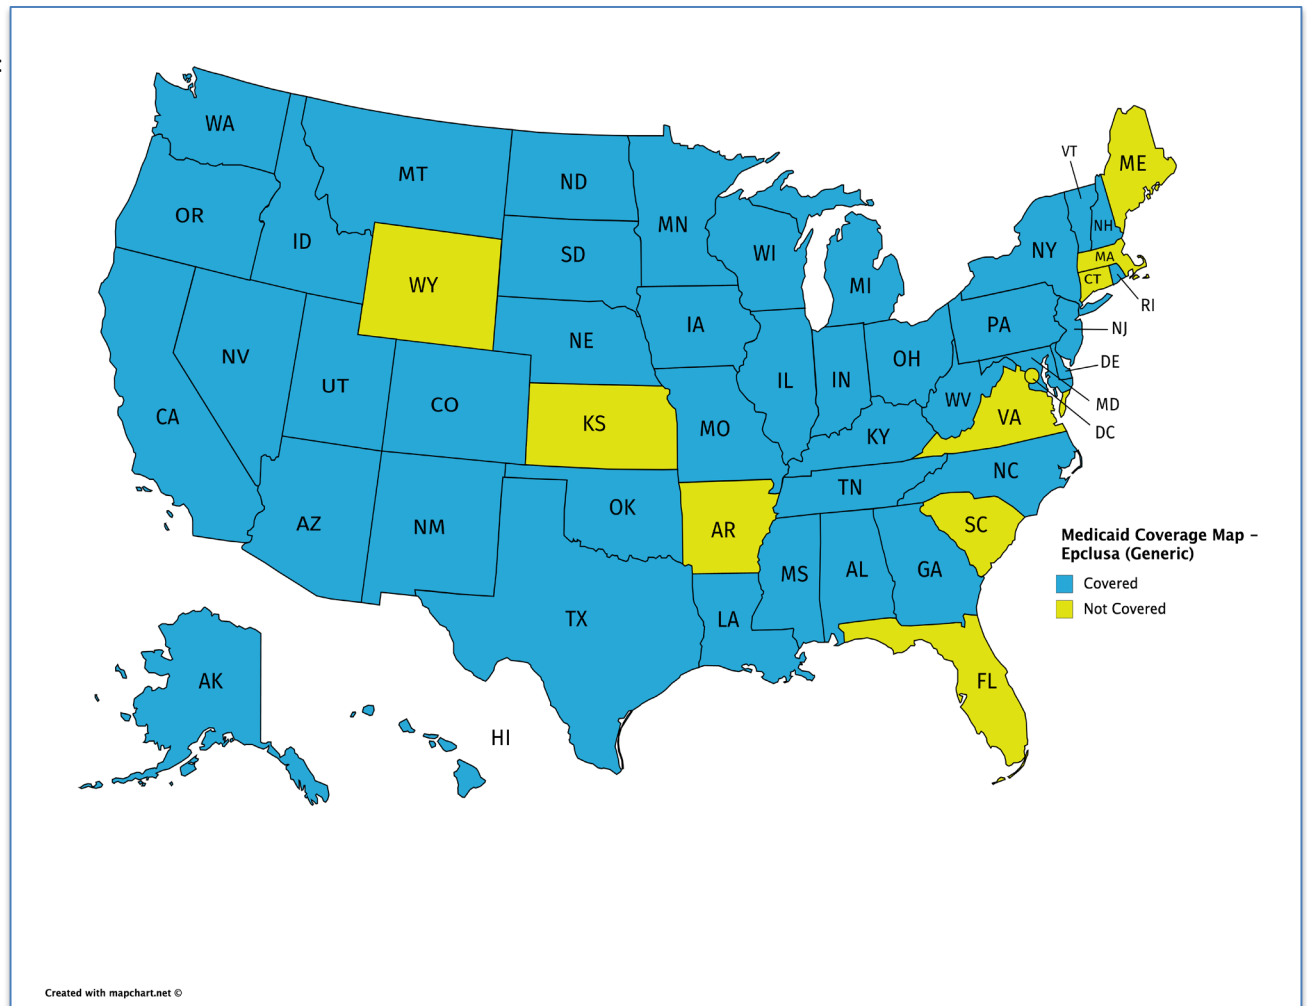 WA
MT
ND
MN
OR
ID
SD
WI
MI
NY
VT
ME
NH
MA
CT
RI
WY
NE
IA
PA
NJ
NV
UT
CO
KS
MO
IL
IN
OH
DE
MD
DC
WV
VA
CA
KY
NC
TN
AZ
NM
OK
AR
SC
MS
AL
GA
TX
LA
FL
AK
HI
Medicaid Coverage Map –
Epclusa (Generic)
Covered
Not Covered
Created with mapchart.net ©